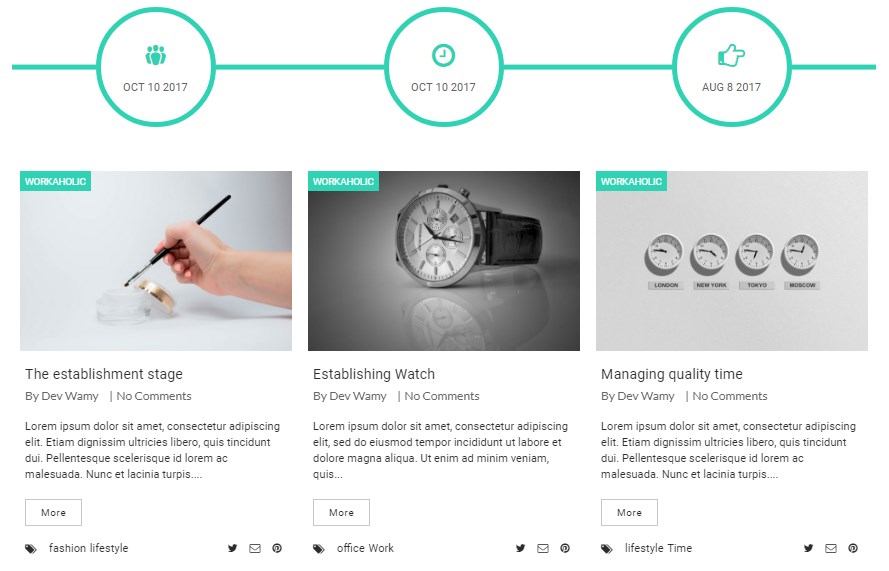 OCT 10 2017
OCT 10 2017
AUG 8 2017
WORKAHOLIC
The establishment stage
By Dev Wamy | No Comments
Lorem ipsum dolor sit amet, consectetur adipiscing
elit. Etiam dignissim ultricies libero, quis tincidunt
dui. Pellentesque scelerisque id lorem ac
malesuada. Nunc et lacinia turpis....
More
fashion lifestyle
WORKAHOLIC
Establishing Watch
By Dev Wamy | No Comments
Lorem ipsum dolor sit amet, consectetur adipiscing
elit, sed do eiusmod tempor incididunt ut labore et
dolore magna aliqua. Ut enim ad minim veniam,
quis...
More
office Work
WORKAHOLIC
LONDON NEW YORK TOKYO MOSCOW
Managing quality time
By Dev Wamy | No Comments
Lorem ipsum dolor sit amet, consectetur adipiscing
elit. Etiam dignissim ultricies libero, quis tincidunt
dui. Pellentesque scelerisque id lorem ac
malesuada. Nunc et lacinia turpis....
More
lifestyle Time